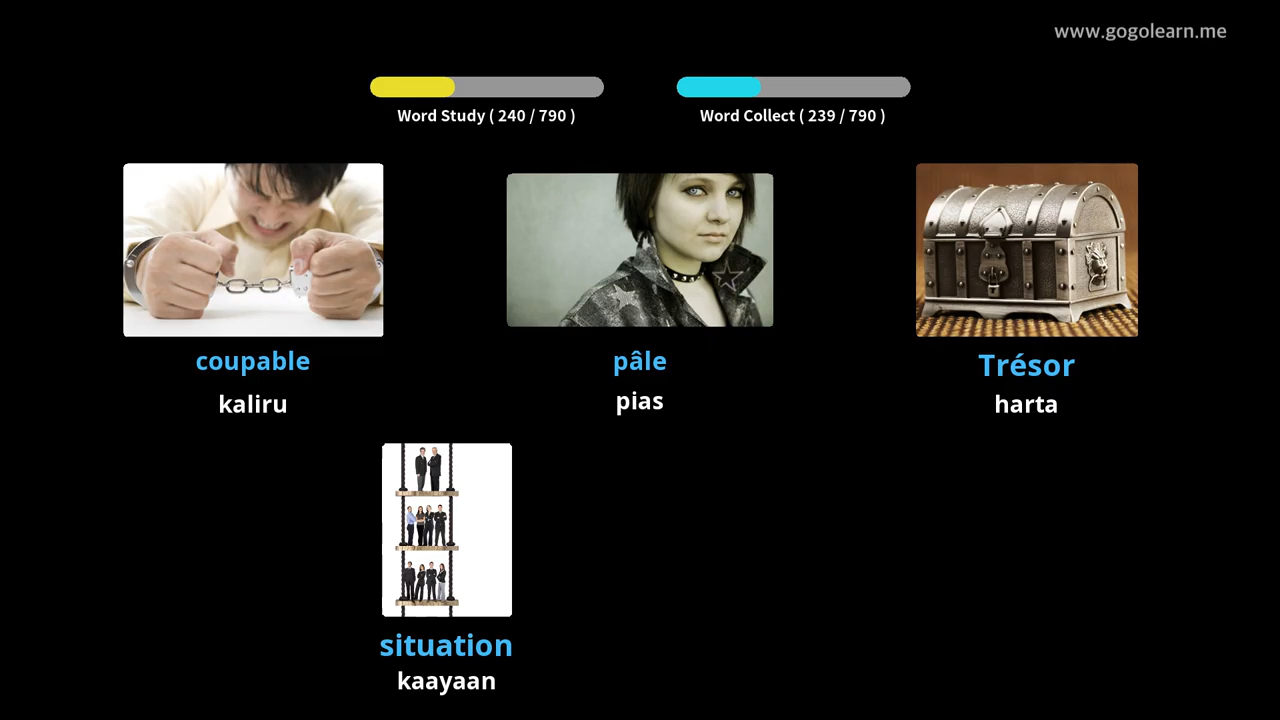 www.gogolearn.me
Word Study ( 240 / 790 )
Word Collect ( 239 / 790 )
coupable
kaliru
pâle
pias
Trésor
harta
situation
kaayaan